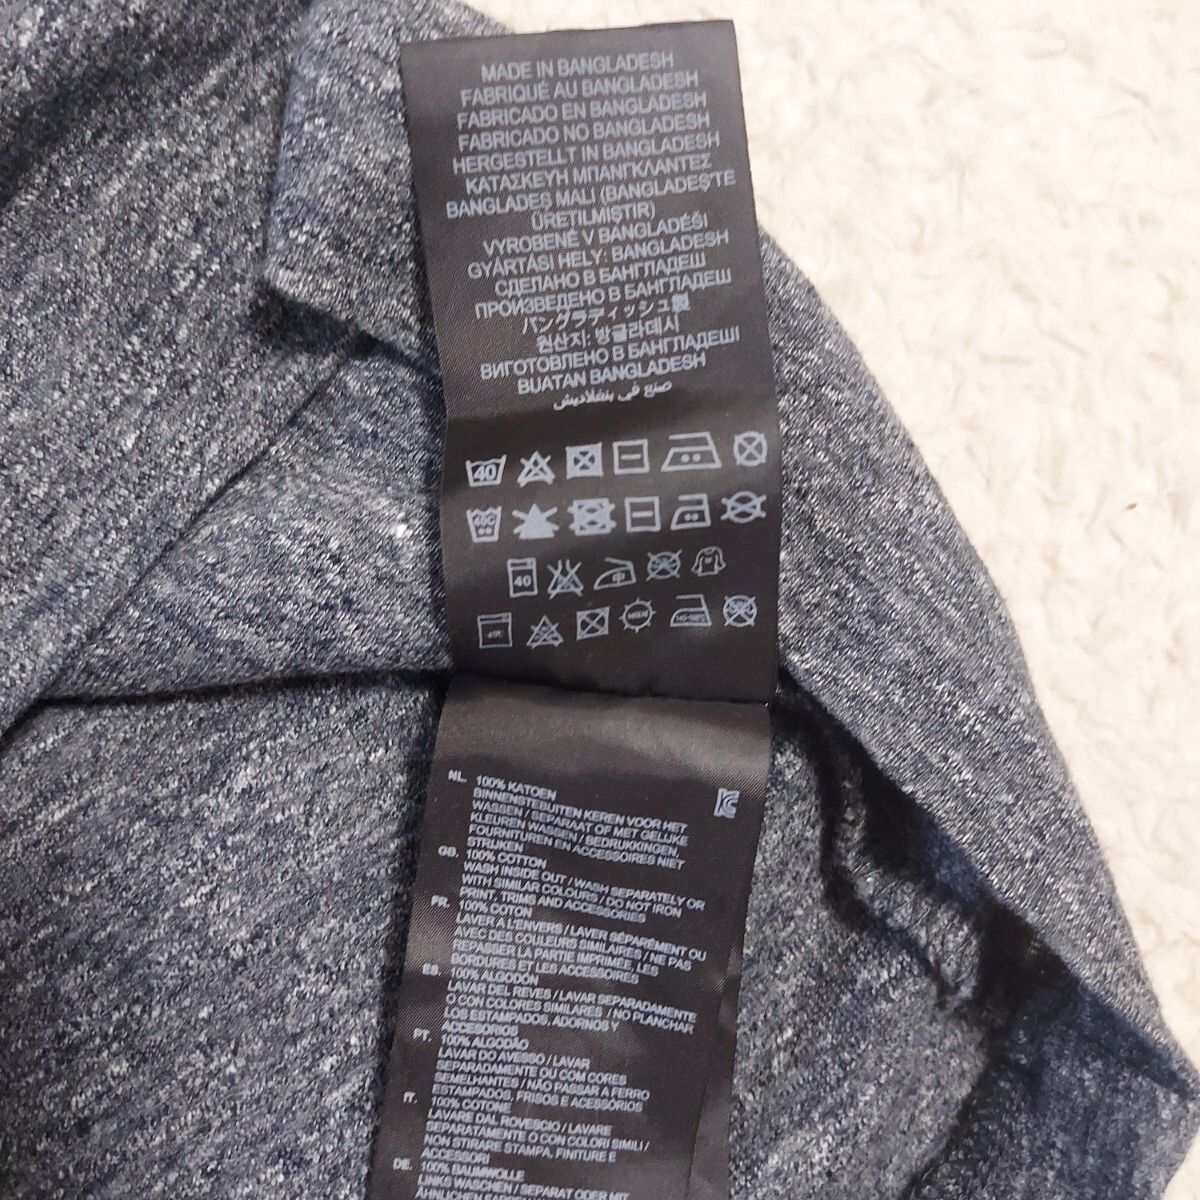 MADE IN BANGLADESH
FABRIQUÉ AU BANGLADESH
FABRICADO EN BANGLADESH
FABRICADO NO BANGLADESH
HERGESTELLT IN BANGLADESH
ΚΑΤΑΣΚΕΥΗ ΜΠΑΝΓΚΛΑΝΤΕΣ
BANGLADEŞ MALI (BANGLADEŞ'TE
ÜRETILMIŞTIR)
VYROBENÉ V BANGLADÉŠI
GYÁRTÁSI HELY: BANGLADESH
СДЕЛАНО В БАНГЛАДЕШ
ПРОИЗВЕДЕНО В БАНГЛАДЕШ
バングラディッシュ製
원산지: 방글라데시
ВИГОТОВЛЕНО В БАНГЛАДЕШІ
BUATAN BANGLADESH
صنع في بنغلاديش
40
40
NL. 100% KATOEN
BINNENSTEBUITEN KEREN VOOR HET
WASSEN / SEPARAAT OF MET GELIJKE
KLEUREN WASSEN / BEDRUKKINGEN,
FOURNITUREN EN ACCESSOIRES NIET
STRIJKEN
GB. 100% COTTON
WASH INSIDE OUT / WASH SEPARATELY OR
WITH SIMILAR COLOURS / DO NOT IRON
PRINT, TRIMS AND ACCESSORIES
FR. 100% COTON
LAVER A L'ENVERS / LAVER SÉPARÉMENT OU
AVEC DES COULEURS SIMILAIRES / NE PAS
REPASSER LA PARTIE IMPRIMÉE, LES
BORDURES ET LES ACCESSOIRES
ES. 100% ALGODON
LAVAR DEL REVES / LAVAR SEPARADAMENTE
O CON COLORES SIMILARES / NO PLANCHAR
LOS ESTAMPADOS, ADORNOS Y
ACCESORIOS
PT. 100% ALGODÃO
LAVAR DO AVESSO / LAVAR
SEPARADAMENTE OU COM CORES
SEMELHANTES / NÃO PASSAR A FERRO
ESTAMPADOS, FRISOS E ACESSÓRIOS
IT. 100% COTONE
LAVARE DAL ROVESCIO / LAVARE
SEPARATAMENTE O CON COLORI SIMILI /
NON STIRARE STAMPA, FINITURE E
ACCESSORI
DE. 100% BAUMWOLLE
LINKS WASCHEN / SEPARAT ODER MIT